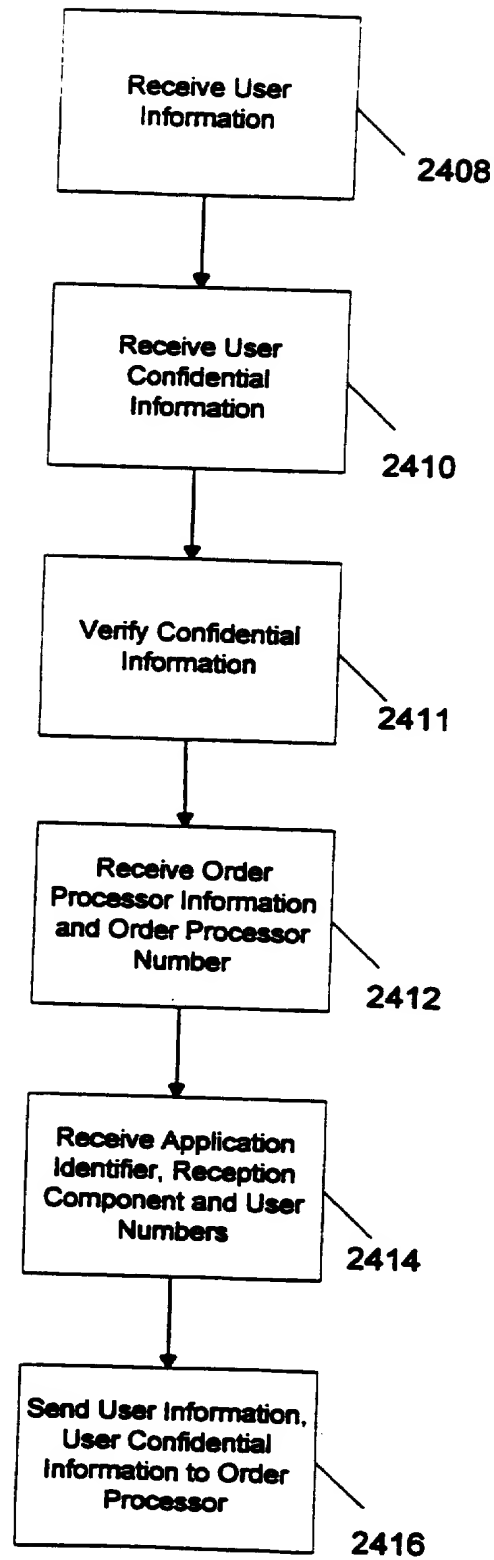 Receive User
Information
2408
Receive User
Confidential
Information
2410
Verify Confidential
Information
2411
Receive Order
Processor Information
and Order Processor
Number
2412
Receive Application
Identifier, Reception
Component and User
Numbers
2414
Send User Information,
User Confidential
Information to Order
Processor
2416